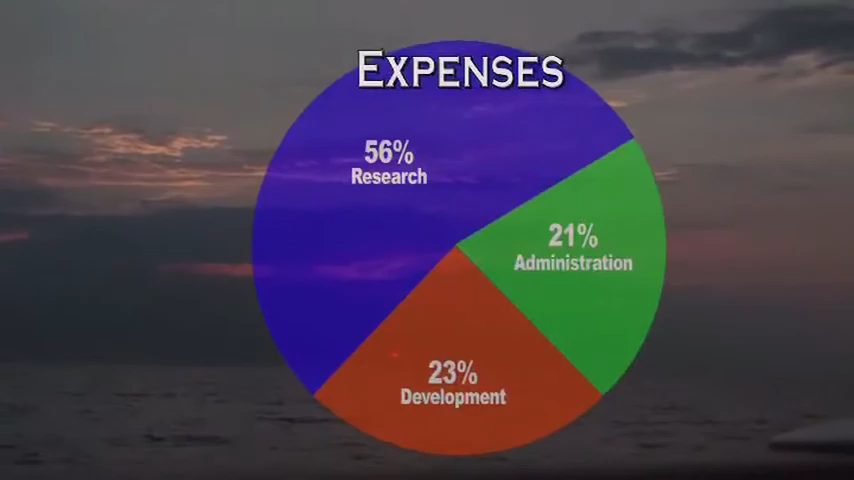 EXPENSES
56%
Research
21%
Administration
23%
Development